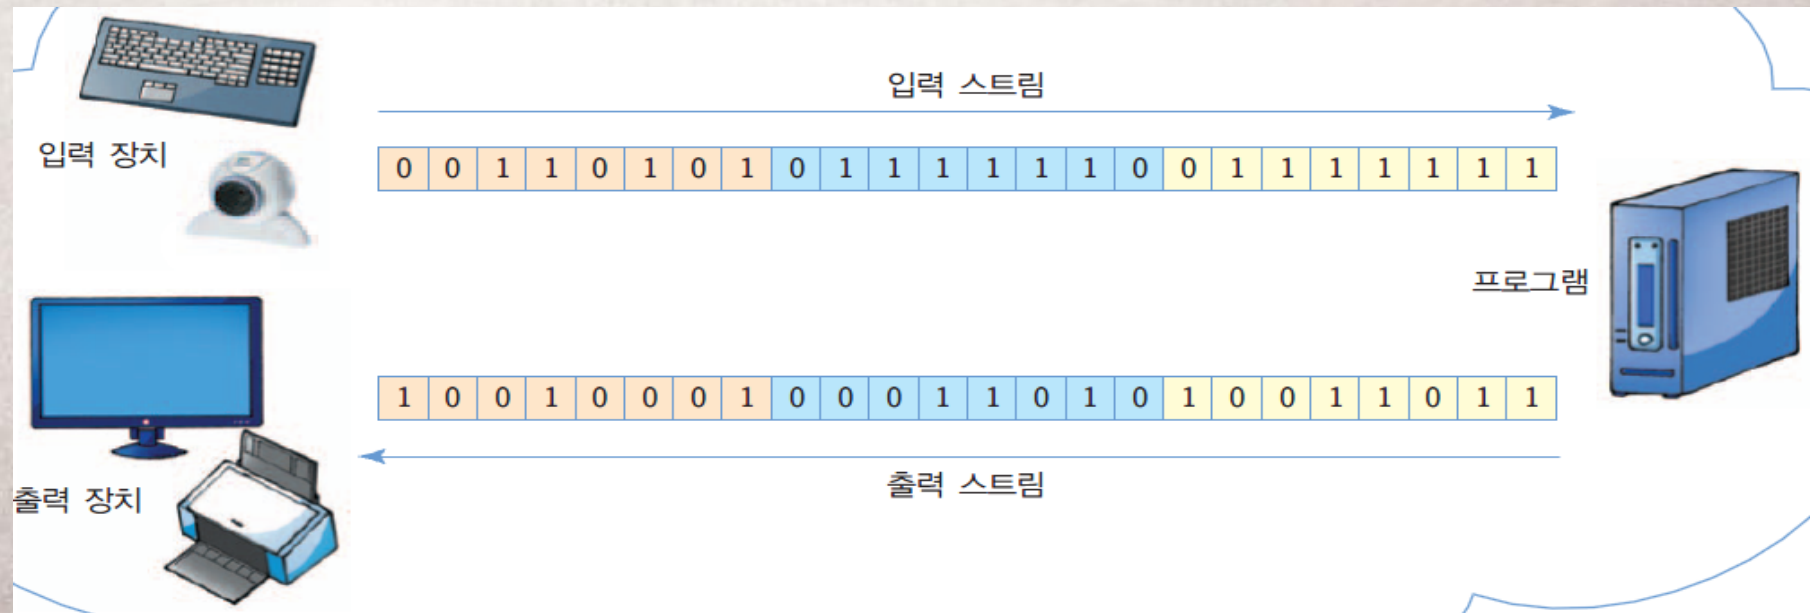 입력 스트림
입력 장치
0 0 1 1 0 1 0 1 0 1 1 1 1 1 1 0 0 1 1 1 1 1 1 1
프로그램
1 0 0 1 0 0 0 1 0 0 0 1 1 0 1 0 1 0 0 1 1 0 1 1
출력 스트림
출력 장치